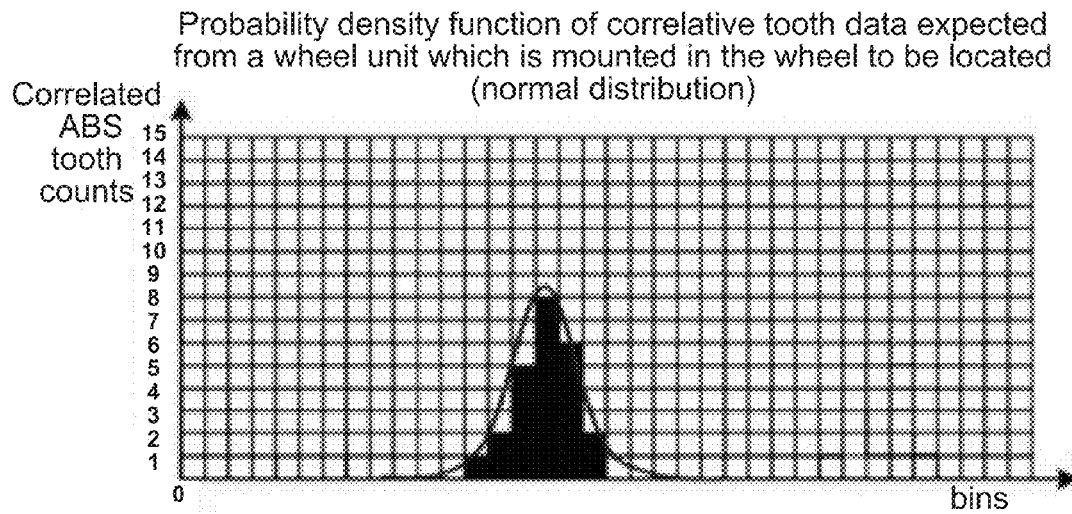 Probability density function of correlative tooth data expected
from a wheel unit which is mounted in the wheel to be located
(normal distribution)
Correlated
ABS
tooth
counts
15
14
13
12
11
10
9
8
7
6
5
4
3
2
1
0
bins